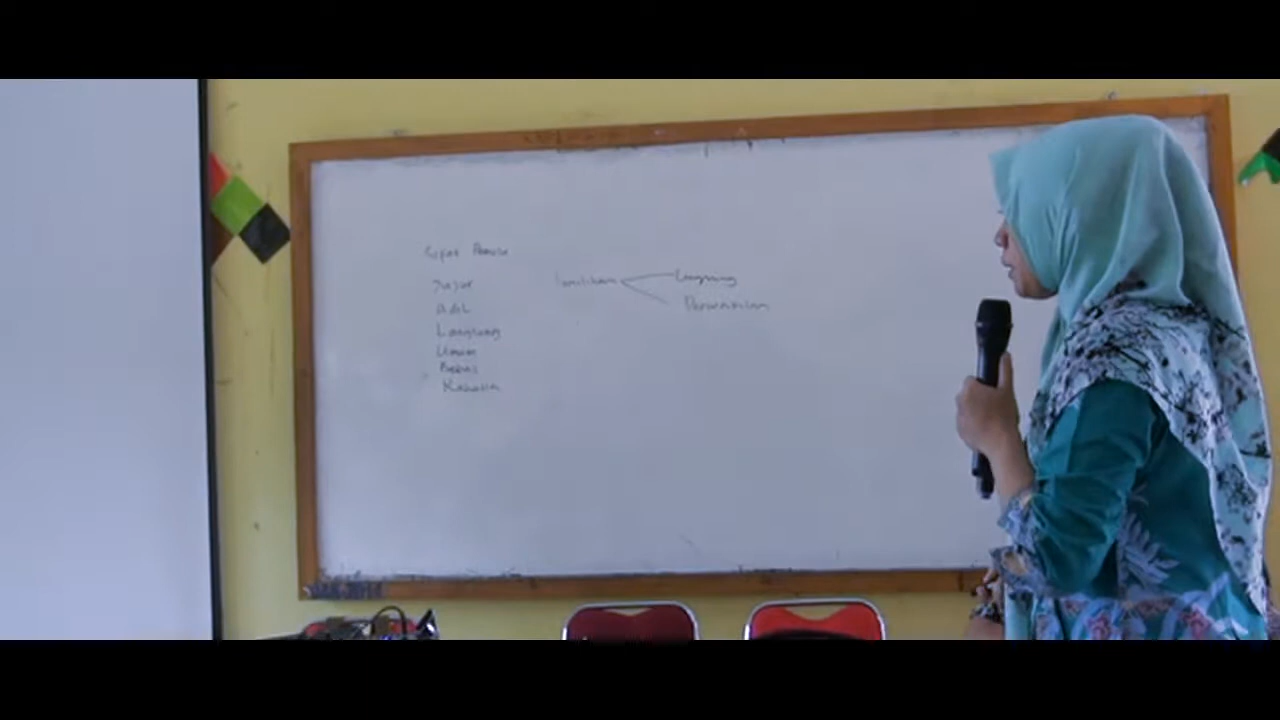 Sifat Pemilu
Jujur
Adil
Langsung
Umum
Bebas
Rahasia
Pemilihan
Langsung
Perwakilan